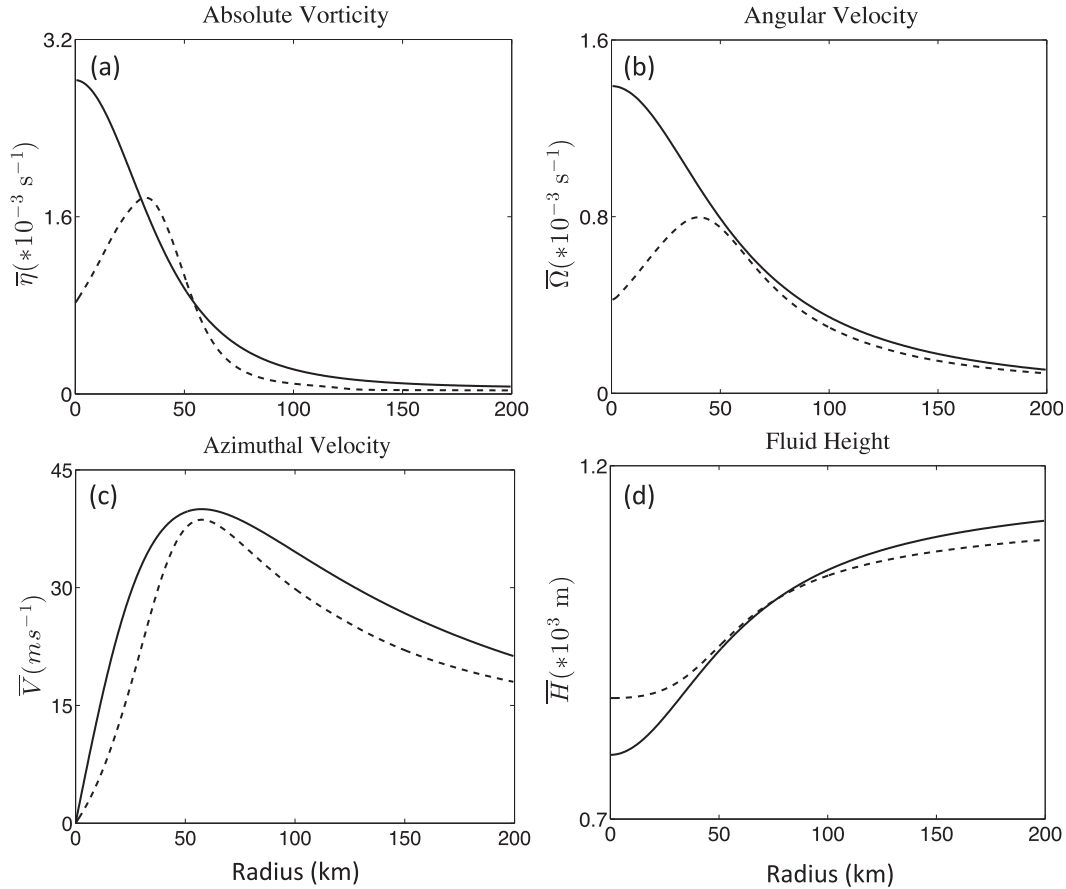 Absolute Vorticity
3.2
(a)
1.6
0
η̅(∗10⁻³ s⁻¹)
0 50 100 150 200
Angular Velocity
1.6
(b)
0.8
0
Ω̅(∗10⁻³ s⁻¹)
0 50 100 150 200
Azimuthal Velocity
45
(c)
30
15
0
V̅(ms⁻¹)
0 50 100 150 200
Radius (km)
Fluid Height
1.2
(d)
0.7
H̅(∗10³ m)
0 50 100 150 200
Radius (km)